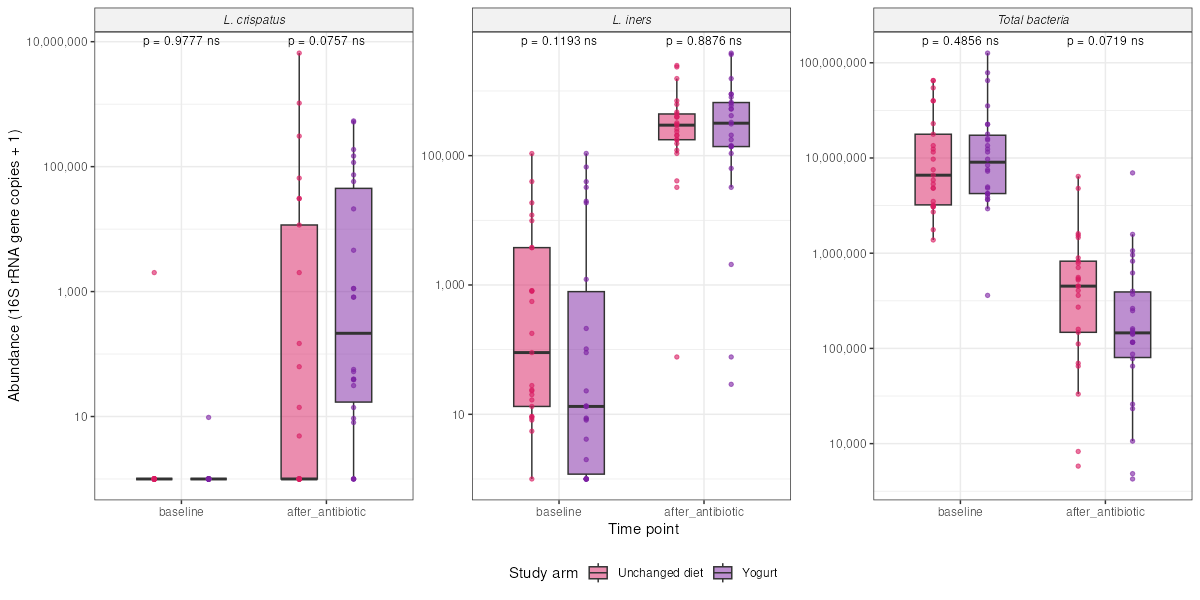 L. crispatus
L. iners
Total bacteria
p = 0.9777 ns
p = 0.0757 ns
p = 0.1193 ns
p = 0.8876 ns
p = 0.4856 ns
p = 0.0719 ns
Abundance (16S rRNA gene copies + 1)
10,000,000
100,000
1,000
10
100,000
1,000
10
100,000,000
10,000,000
1,000,000
100,000
10,000
baseline
after_antibiotic
baseline
after_antibiotic
baseline
after_antibiotic
Time point
Study arm
Unchanged diet
Yogurt